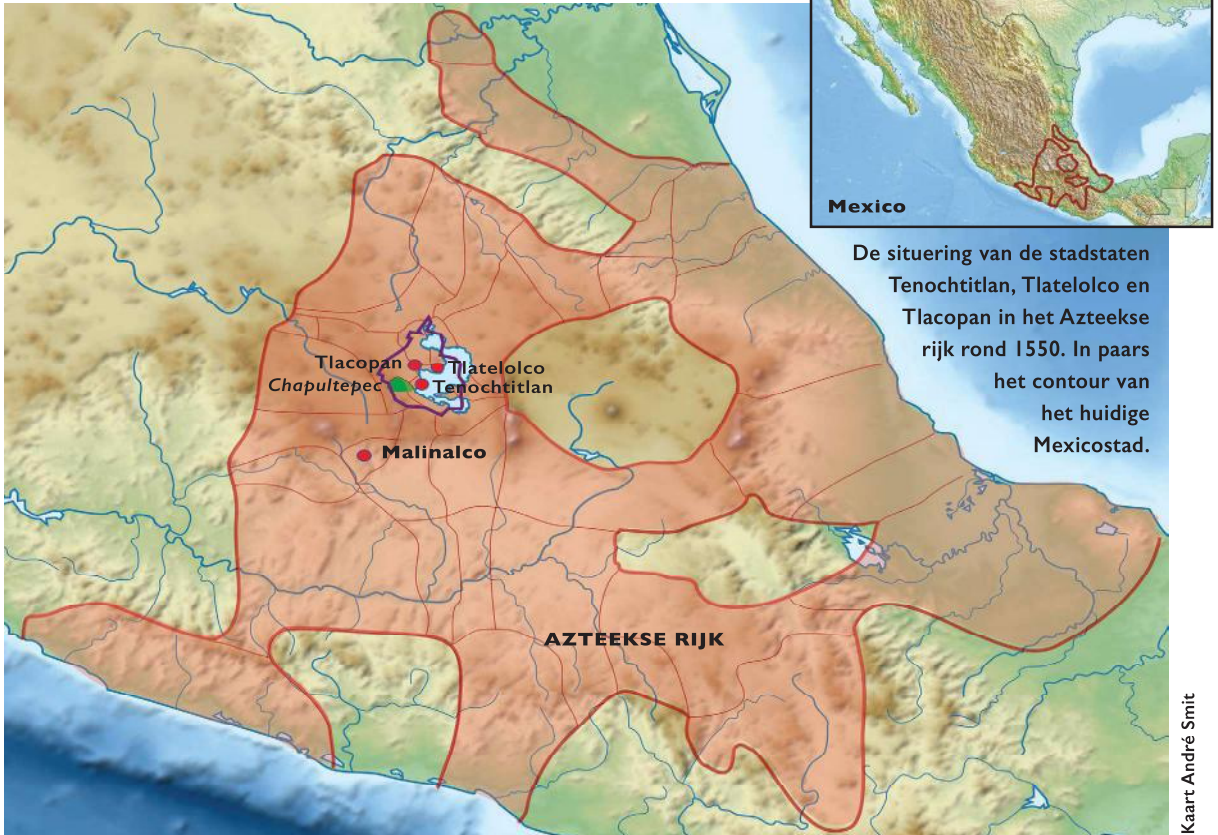 Mexico
De situering van de stadstaten
Tenochtitlan, Tlatelolco en
Tlacopan in het Azteekse
rijk rond 1550. In paars
het contour van
het huidige
Mexicostad.
Tlacopan
Tlatelolco
Chapultepec
Tenochtitlan
Malinalco
AZTEEKSE RIJK
Kaart André Smit